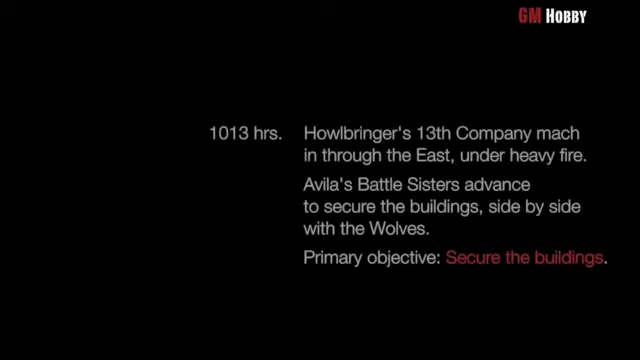 GM HOBBY
1013 hrs. Howlbringer's 13th Company mach
in through the East, under heavy fire.
Avila's Battle Sisters advance
to secure the buildings, side by side
with the Wolves.
Primary objective: Secure the buildings.